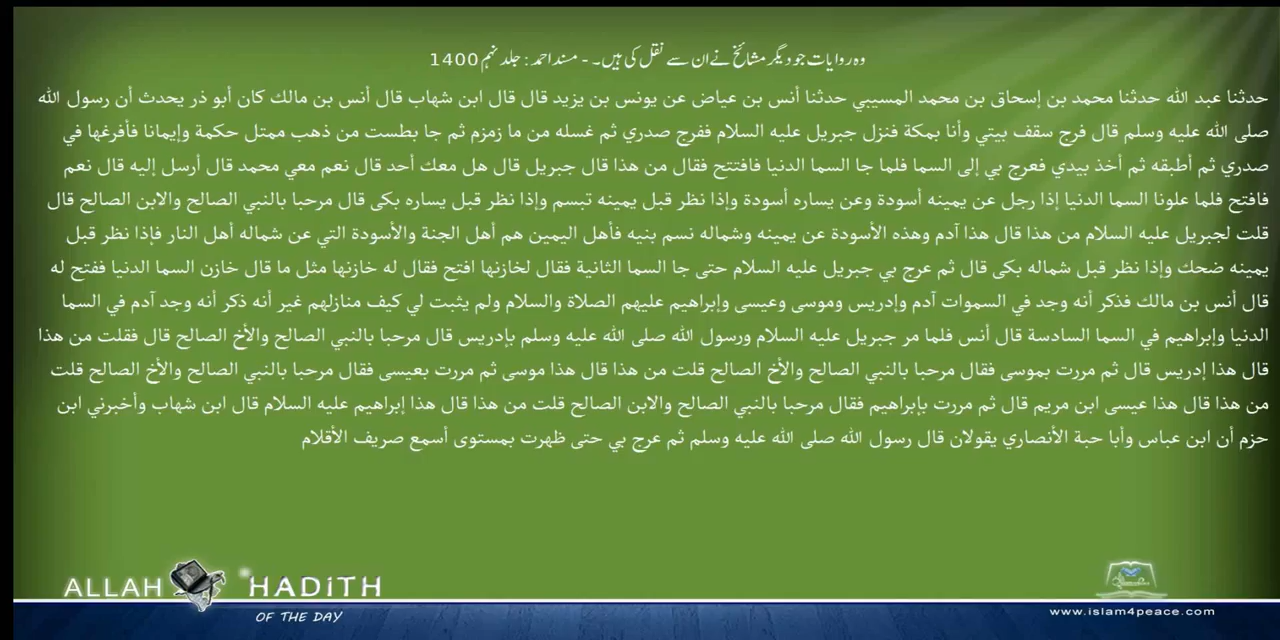 وہ روایات جو دیگر مشائخ نے ان سے نقل کی ہیں۔ - مسند احمد: جلد نہم 1400
حدثنا عبد الله حدثنا محمد بن إسحاق بن محمد المسيبي حدثنا أنس بن عياض عن يونس بن يزيد قال قال ابن شهاب قال أنس بن مالك كان أبو ذر يحدث أن رسول الله
صلى الله عليه وسلم قال فرج سقف بيتي وأنا بمكة فنزل جبريل عليه السلام ففرج صدري ثم غسله من ما زمزم ثم جا بطست من ذهب ممتل حكمة وإيمانا فأفرغها في
صدري ثم أطبقه ثم أخذ بيدي فعرج بي إلى السما فلما جا السما الدنيا فافتتح فقال من هذا قال جبريل قال هل معك أحد قال نعم معي محمد قال أرسل إليه قال نعم
فافتح فلما علونا السما الدنيا إذا رجل عن يمينه أسودة وعن يساره أسودة وإذا نظر قبل يمينه تبسم وإذا نظر قبل يساره بكى قال مرحبا بالنبي الصالح والابن الصالح قال
قلت لجبريل عليه السلام من هذا قال هذا آدم وهذه الأسودة عن يمينه وشماله نسم بنيه فأهل اليمين هم أهل الجنة والأسودة التي عن شماله أهل النار فإذا نظر قبل
يمينه ضحك وإذا نظر قبل شماله بكى قال ثم عرج بي جبريل عليه السلام حتى جا السما الثانية فقال لخازنها افتح فقال له خازنها مثل ما قال خازن السما الدنيا ففتح له
قال أنس بن مالك فذكر أنه وجد في السموات آدم وإدريس وموسى وعيسى وإبراهيم عليهم الصلاة والسلام ولم يثبت لي كيف منازلهم غير أنه ذكر أنه وجد آدم في السما
الدنيا وإبراهيم في السما السادسة قال أنس فلما مر جبريل عليه السلام ورسول الله صلى الله عليه وسلم بإدريس قال مرحبا بالنبي الصالح والأخ الصالح قال فقلت من هذا
قال هذا إدريس قال ثم مررت بموسى فقال مرحبا بالنبي الصالح والأخ الصالح قلت من هذا قال هذا موسى ثم مررت بعيسى فقال مرحبا بالنبي الصالح والأخ الصالح قلت
من هذا قال هذا عيسى ابن مريم قال ثم مررت بإبراهيم فقال مرحبا بالنبي الصالح والابن الصالح قلت من هذا قال هذا إبراهيم عليه السلام قال ابن شهاب وأخبرني ابن
حزم أن ابن عباس وأبا حبة الأنصاري يقولان قال رسول الله صلى الله عليه وسلم ثم عرج بي حتى ظهرت بمستوى أسمع صريف الأقلام
ALLAH HADITH
OF THE DAY
www.islam4peace.com